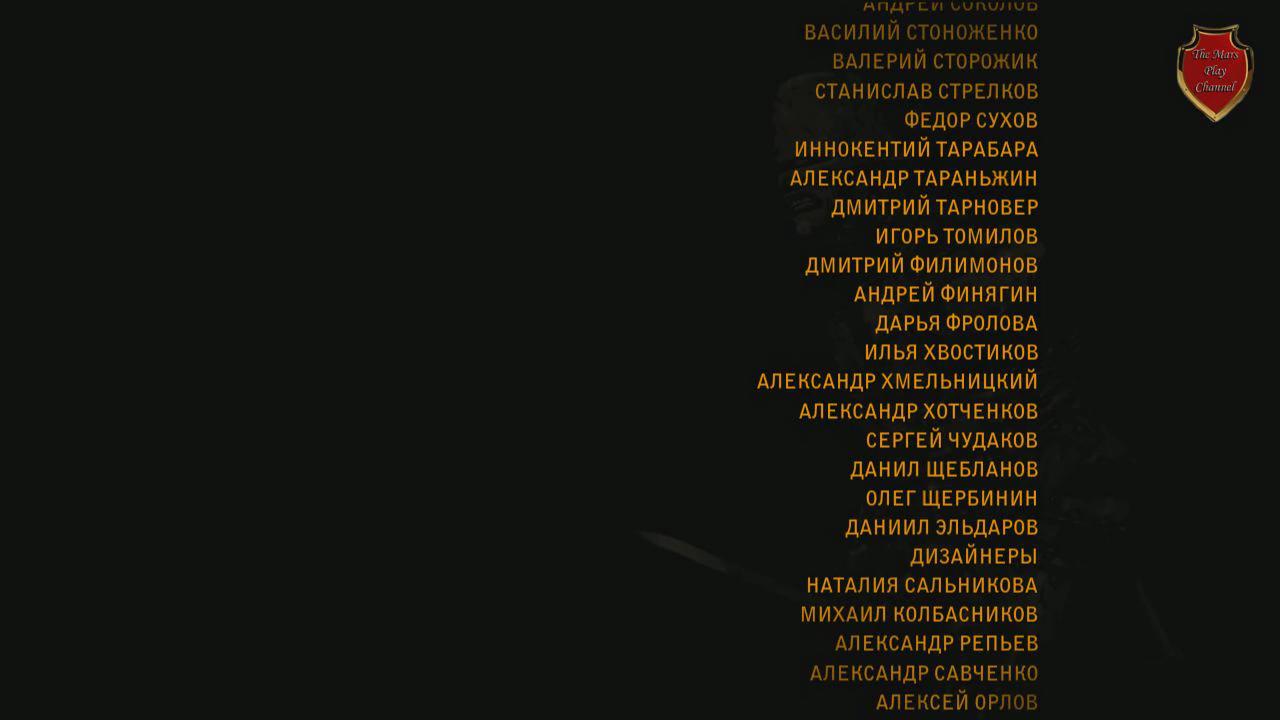 АНДРЕЙ СОКОЛОВ
ВАСИЛИЙ СТОНОЖЕНКО
ВАЛЕРИЙ СТОРОЖИК
СТАНИСЛАВ СТРЕЛКОВ
ФЕДОР СУХОВ
ИННОКЕНТИЙ ТАРАБАРА
АЛЕКСАНДР ТАРАНЬЖИН
ДМИТРИЙ ТАРНОВЕР
ИГОРЬ ТОМИЛОВ
ДМИТРИЙ ФИЛИМОНОВ
АНДРЕЙ ФИНЯГИН
ДАРЬЯ ФРОЛОВА
ИЛЬЯ ХВОСТИКОВ
АЛЕКСАНДР ХМЕЛЬНИЦКИЙ
АЛЕКСАНДР ХОТЧЕНКОВ
СЕРГЕЙ ЧУДАКОВ
ДАНИЛ ЩЕБЛАНОВ
ОЛЕГ ЩЕРБИНИН
ДАНИИЛ ЭЛЬДАРОВ
ДИЗАЙНЕРЫ
НАТАЛИЯ САЛЬНИКОВА
МИХАИЛ КОЛБАСНИКОВ
АЛЕКСАНДР РЕПЬЕВ
АЛЕКСАНДР САВЧЕНКО
АЛЕКСЕЙ ОРЛОВ
The Mars
Play
Channel